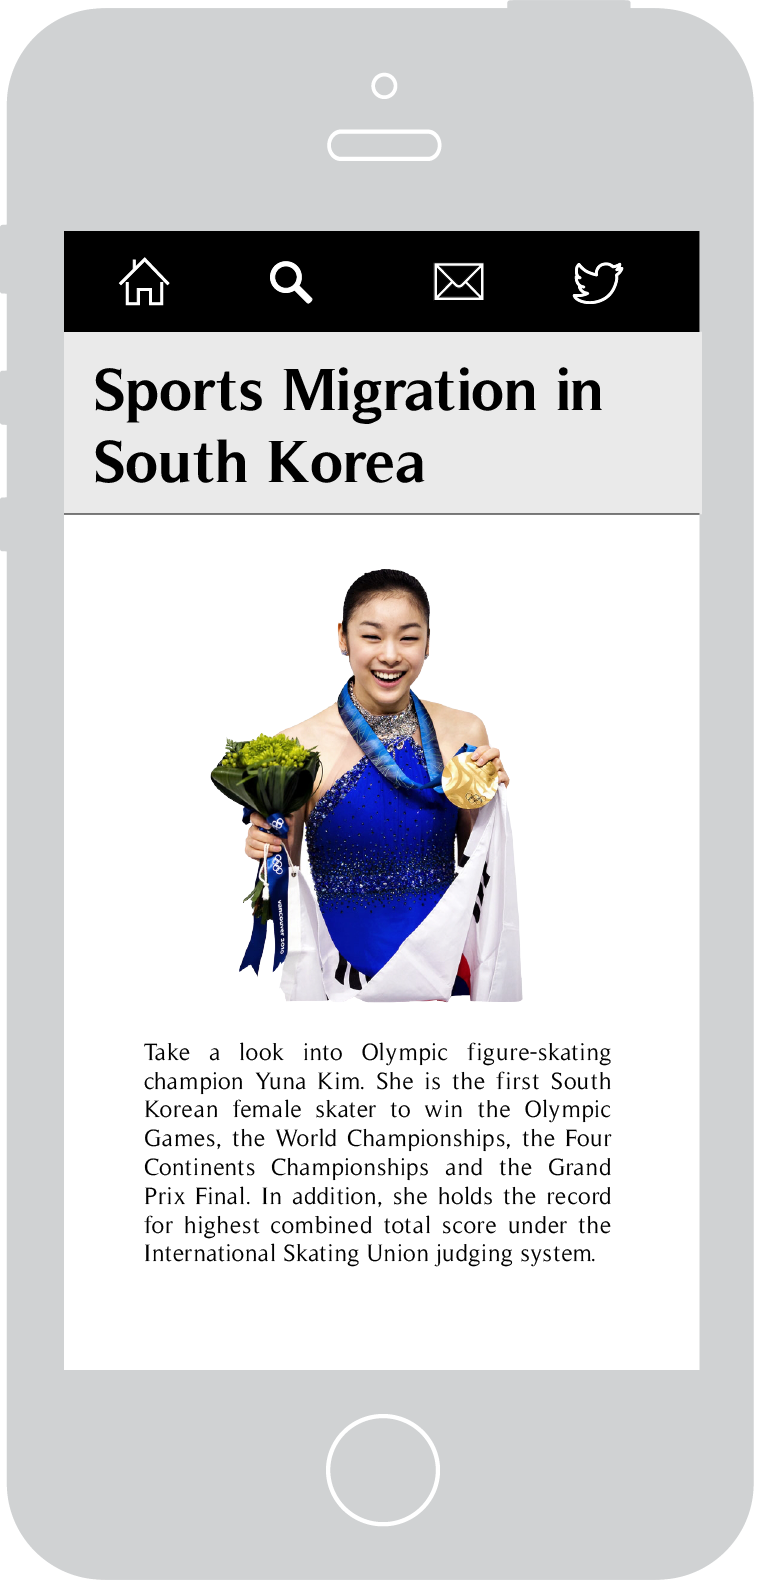 Sports Migration in
South Korea
vancouver 2010
Take a look into Olympic figure-skating
champion Yuna Kim. She is the first South
Korean female skater to win the Olympic
Games, the World Championships, the Four
Continents Championships and the Grand
Prix Final. In addition, she holds the record
for highest combined total score under the
International Skating Union judging system.